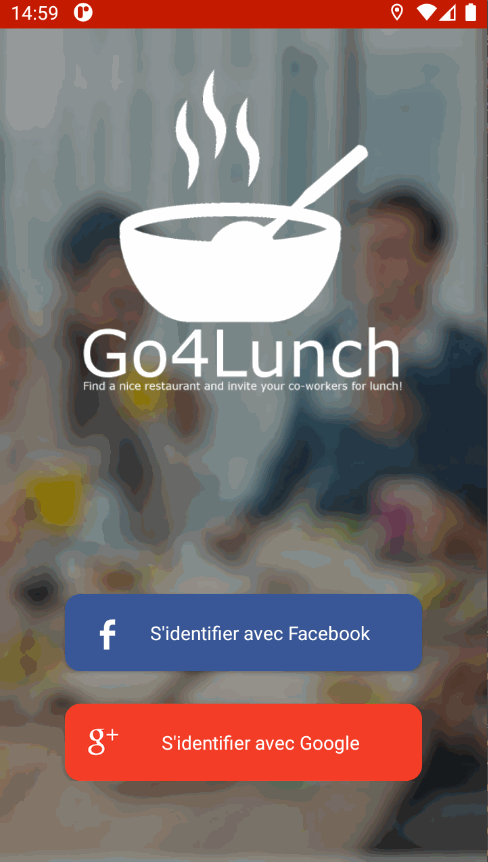 14:59
Go4Lunch
Find a nice restaurant and invite your co-workers for lunch!
f S'identifier avec Facebook
g+ S'identifier avec Google